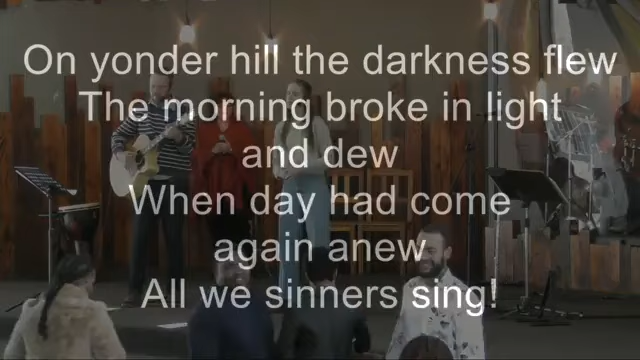 On yonder hill the darkness flew
The morning broke in light
and dew
When day had come
again anew
All we sinners sing!